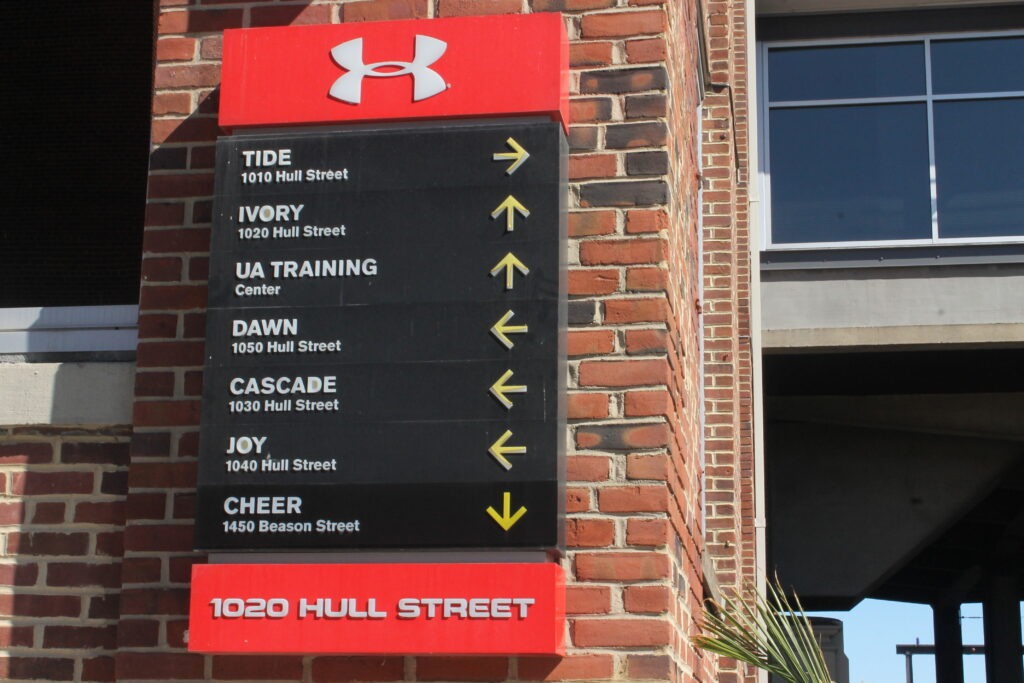 TIDE
1010 Hull Street
IVORY
1020 Hull Street
UA TRAINING
Center
DAWN
1050 Hull Street
CASCADE
1030 Hull Street
JOY
1040 Hull Street
CHEER
1450 Beason Street
1020 HULL STREET